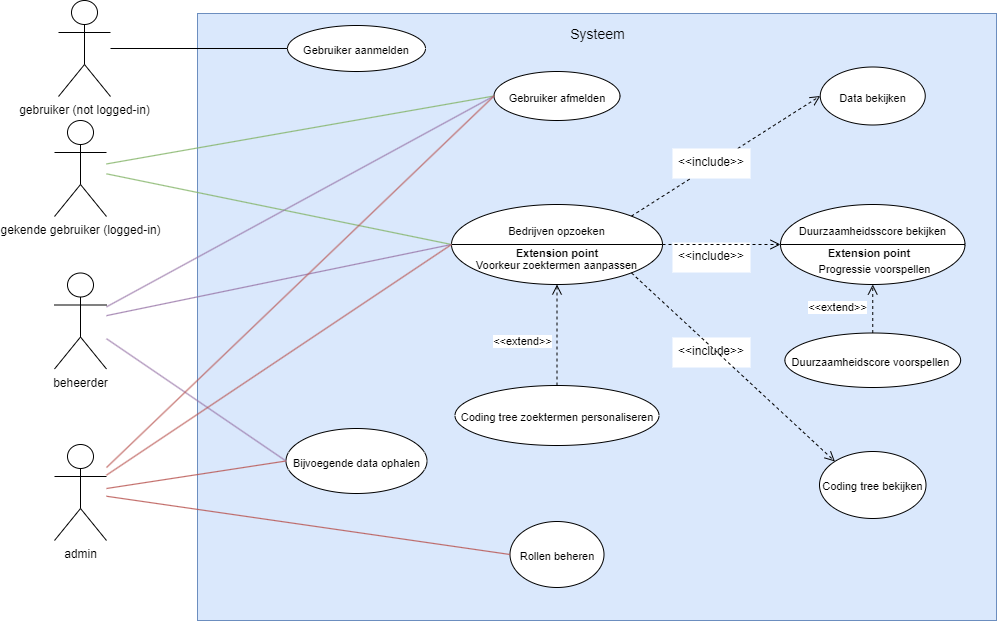 Systeem
Gebruiker aanmelden
gebruiker (not logged-in)
Gebruiker afmelden
Data bekijken
<<include>>
gekende gebruiker (logged-in)
Bedrijven opzoeken
Extension point
Voorkeur zoektermen aanpassen
<<include>>
Duurzaamheidsscore bekijken
Extension point
Progressie voorspellen
<<extend>>
<<extend>>
<<include>>
Duurzaamheidscore voorspellen
beheerder
Coding tree zoektermen personaliseren
Bijvoegende data ophalen
Coding tree bekijken
admin
Rollen beheren